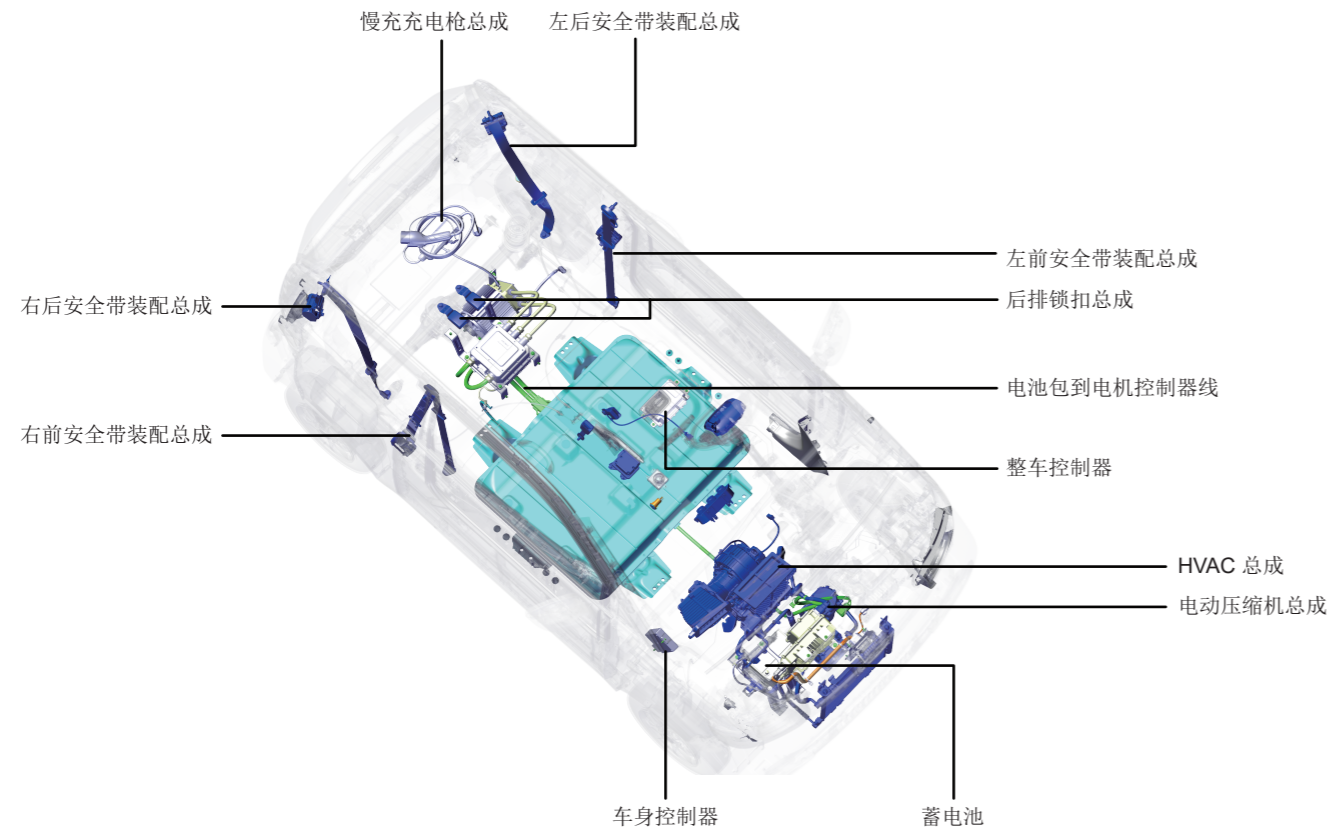 慢充充电枪总成
左后安全带装配总成
左前安全带装配总成
右后安全带装配总成
后排锁扣总成
电池包到电机控制器线
右前安全带装配总成
整车控制器
HVAC 总成
电动压缩机总成
车身控制器
蓄电池